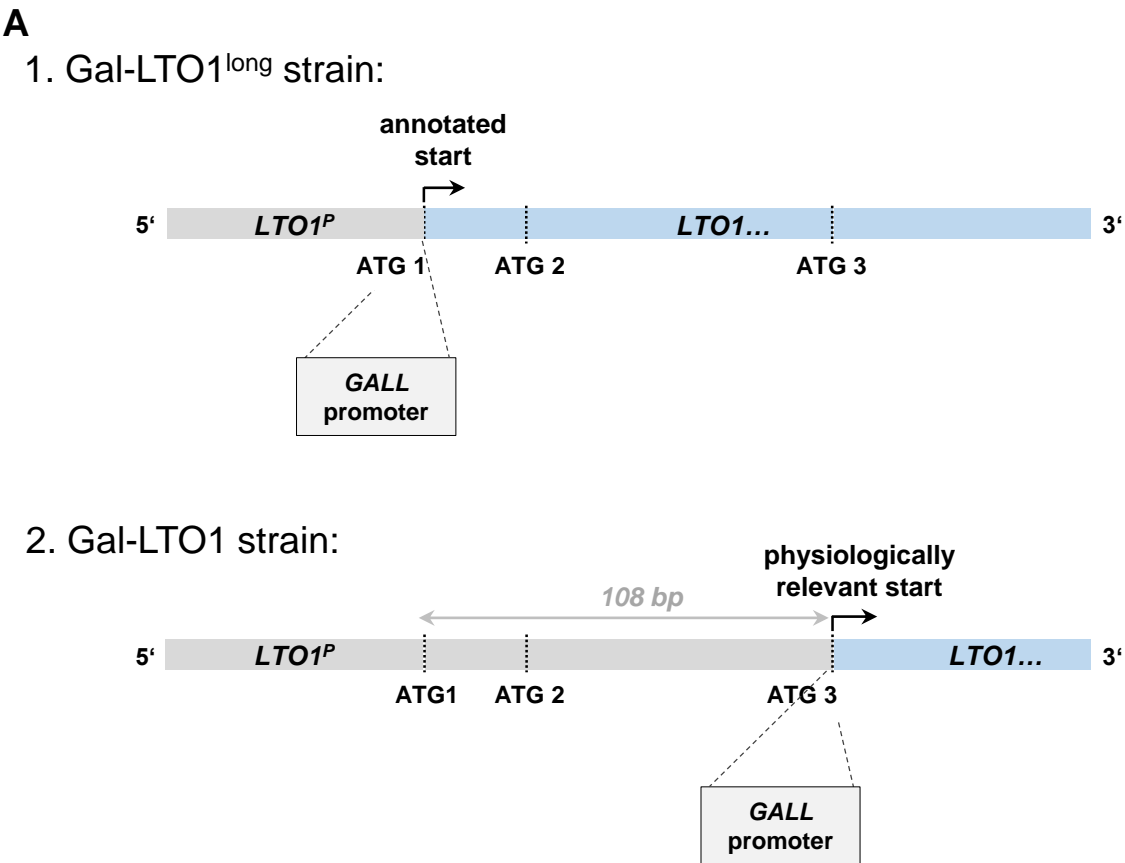 A
1. Gal-LTO1long strain:
annotated
start
5‘ LTO1P LTO1... 3‘
ATG 1 ATG 2 ATG 3
GALL
promoter
2. Gal-LTO1 strain:
physiologically
relevant start
108 bp
5‘ LTO1P LTO1... 3‘
ATG1 ATG 2 ATG 3
GALL
promoter